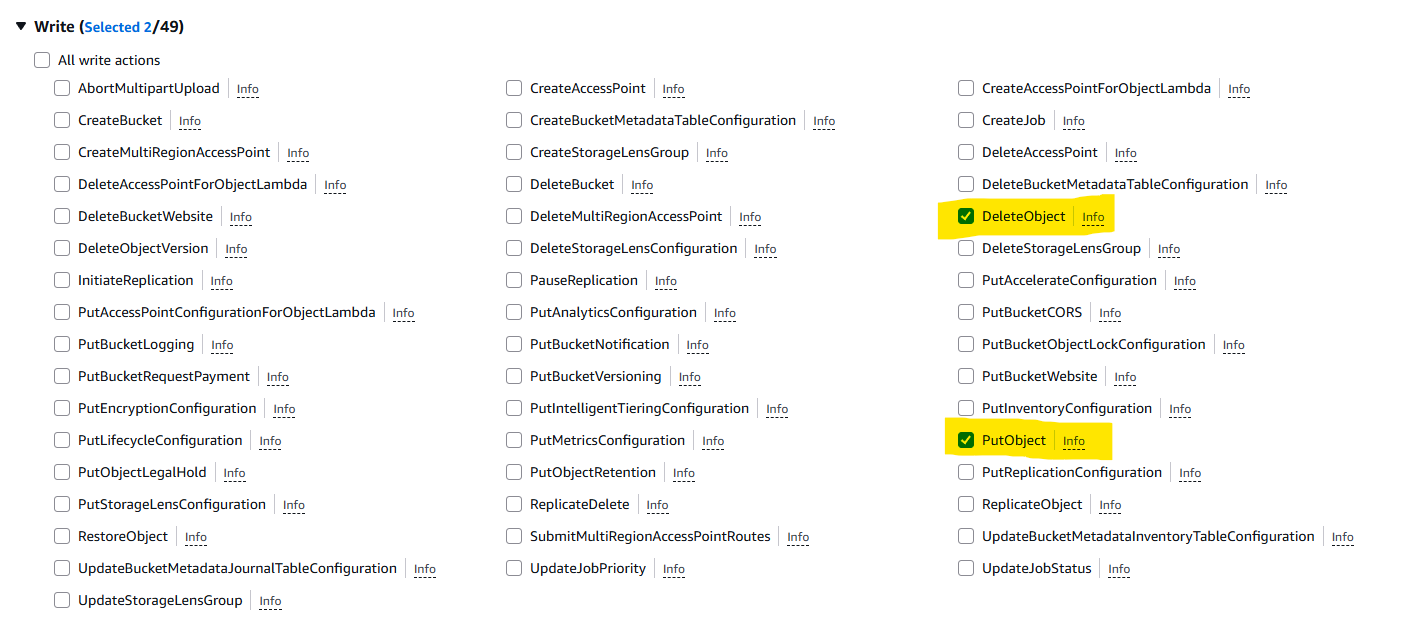 Write (Selected 2/49)
All write actions
AbortMultipartUpload Info CreateAccessPoint Info CreateAccessPointForObjectLambda Info
CreateBucket Info CreateBucketMetadataTableConfiguration Info CreateJob Info
CreateMultiRegionAccessPoint Info CreateStorageLensGroup Info DeleteAccessPoint Info
DeleteAccessPointForObjectLambda Info DeleteBucket Info DeleteBucketMetadataTableConfiguration Info
DeleteBucketWebsite Info DeleteMultiRegionAccessPoint Info DeleteObject Info
DeleteObjectVersion Info DeleteStorageLensConfiguration Info DeleteStorageLensGroup Info
InitiateReplication Info PauseReplication Info PutAccelerateConfiguration Info
PutAccessPointConfigurationForObjectLambda Info PutAnalyticsConfiguration Info PutBucketCORS Info
PutBucketLogging Info PutBucketNotification Info PutBucketObjectLockConfiguration Info
PutBucketRequestPayment Info PutBucketVersioning Info PutBucketWebsite Info
PutEncryptionConfiguration Info PutIntelligentTieringConfiguration Info PutInventoryConfiguration Info
PutLifecycleConfiguration Info PutMetricsConfiguration Info PutObject Info
PutObjectLegalHold Info PutObjectRetention Info PutReplicationConfiguration Info
PutStorageLensConfiguration Info ReplicateDelete Info ReplicateObject Info
RestoreObject Info SubmitMultiRegionAccessPointRoutes Info UpdateBucketMetadataInventoryTableConfiguration Info
UpdateBucketMetadataJournalTableConfiguration Info UpdateJobPriority Info UpdateJobStatus Info
UpdateStorageLensGroup Info